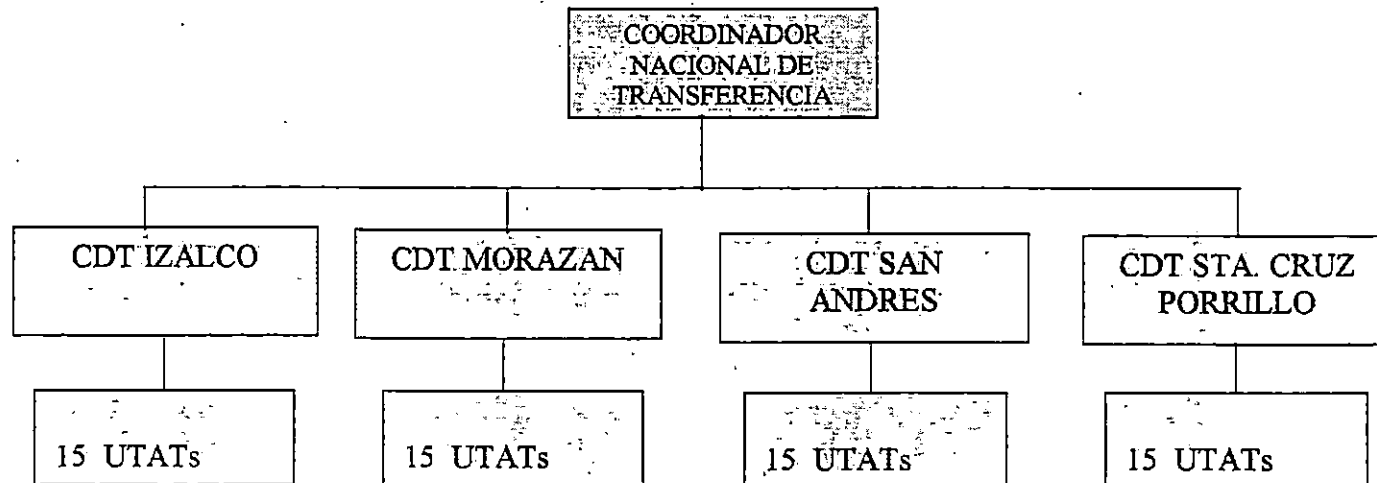 COORDINADOR
NACIONAL DE
TRANSFERENCIA
CDT IZALCO
CDT MORAZAN
CDT SAN
ANDRES
CDT STA. CRUZ
PORRILLO
15 UTATs
15 UTATs
15 UTATs
15 UTATs